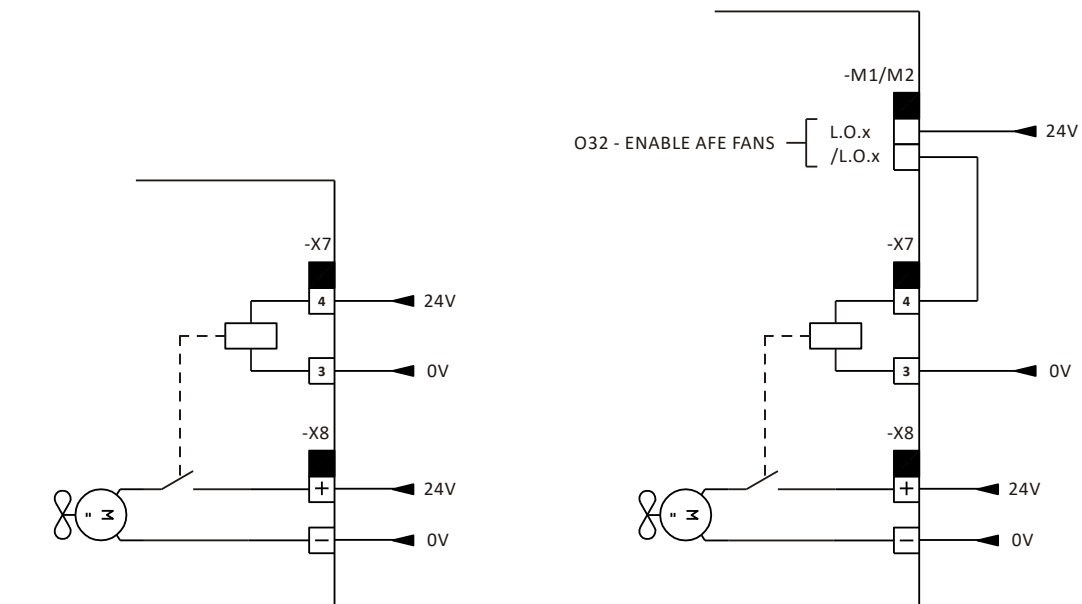 -X7
4
24V
3
0V
-X8
+
24V
M
=
−
0V
-M1/M2
L.O.x
24V
O32 - ENABLE AFE FANS
/L.O.x
-X7
4
3
0V
-X8
+
24V
M
=
−
0V